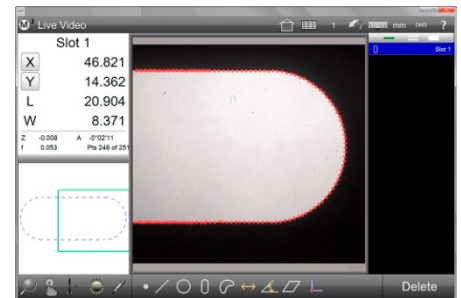 M³ Live Video
1
mm
DMS
?
Slot 1
X 46.821
Y 14.362
L 20.904
W 8.371
Z -0.008 A -0°02'11
f 0.053 Pts 248 of 251
Slot 1
Delete